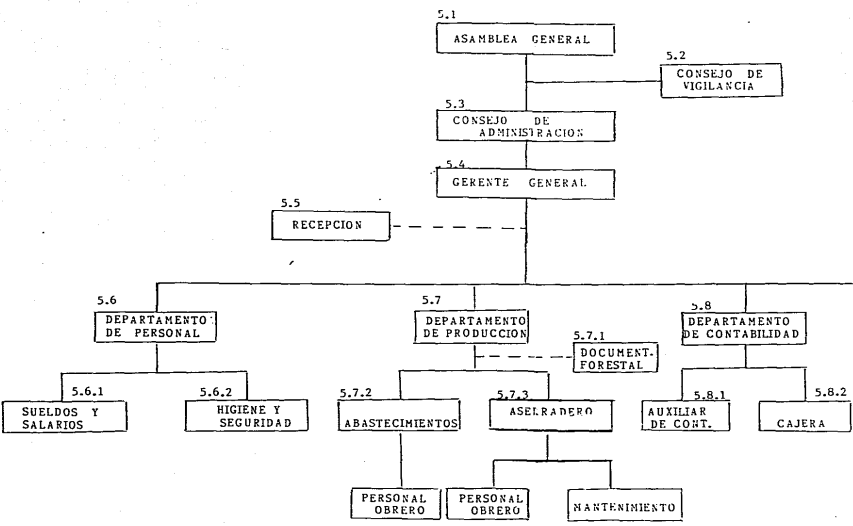 5.1
ASAMBLEA GENERAL
5.2
CONSEJO DE
VIGILANCIA
5.3
CONSEJO DE
ADMINISTRACION
5.4
GERENTE GENERAL
5.5
RECEPCION
5.6
DEPARTAMENTO
DE PERSONAL
5.7
DEPARTAMENTO
DE PRODUCCION
5.7.1
DOCUMENT.
FORESTAL
5.8
DEPARTAMENTO
DE CONTABILIDAD
5.6.1
SUELDOS Y
SALARIOS
5.6.2
HIGIENE Y
SEGURIDAD
5.7.2
ABASTECIMIENTOS
5.7.3
ASERRADERO
5.8.1
AUXILIAR
DE CONT.
5.8.2
CAJERA
PERSONAL
OBRERO
PERSONAL
OBRERO
MANTENIMIENTO